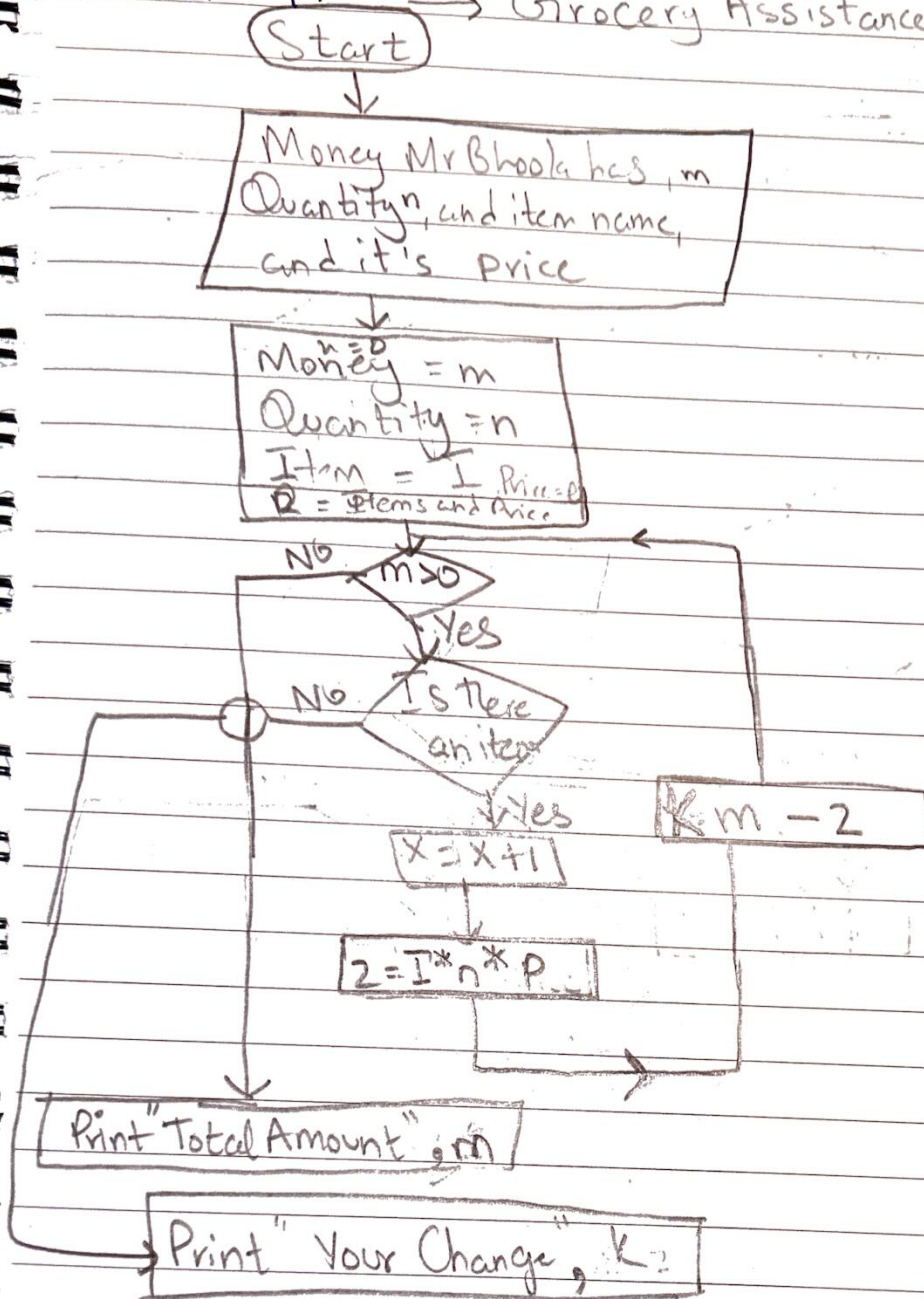 → Grocery Assistance
Start
Money Mr Bhola has, m
Quantity n, and item name,
and it's price
n = 0
Money = m
Quantity = n
Item = I Price = P
2 = Items and Price
m>0
No
Yes
Is there
an item
No
Yes
x = x+1
2 = I* n* P
K m - 2
Print "Total Amount", m
Print "Your Change", K